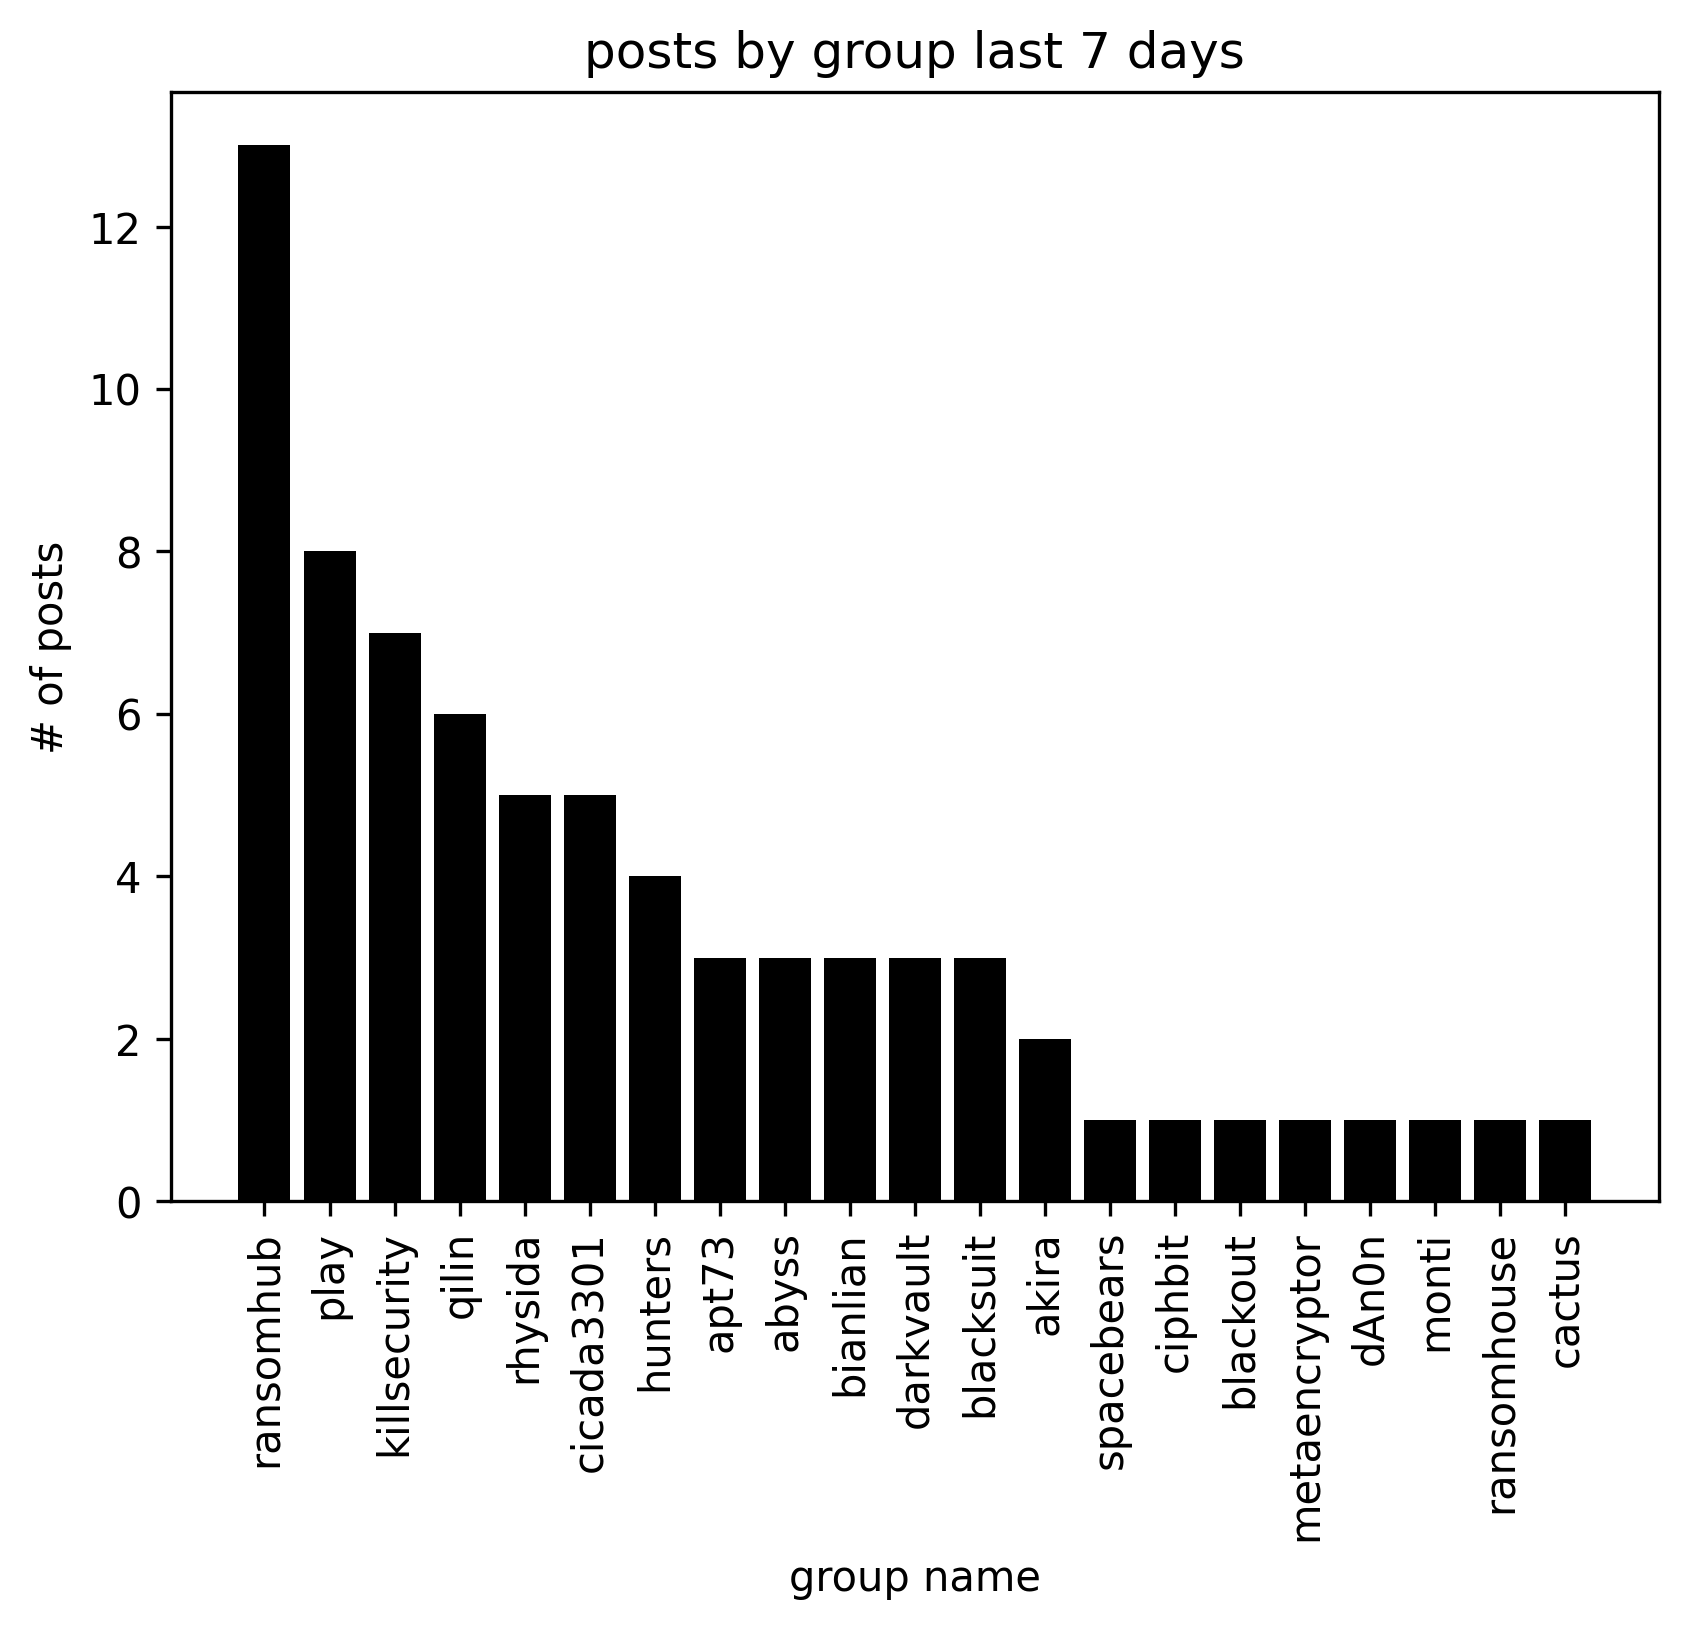 posts by group last 7 days
# of posts
12
10
8
6
4
2
0
ransomhub
play
killsecurity
qilin
rhysida
cicada3301
hunters
apt73
abyss
bianlian
darkvault
blacksuit
akira
spacebears
ciphbit
blackout
metaencryptor
dAn0n
monti
ransomhouse
cactus
group name